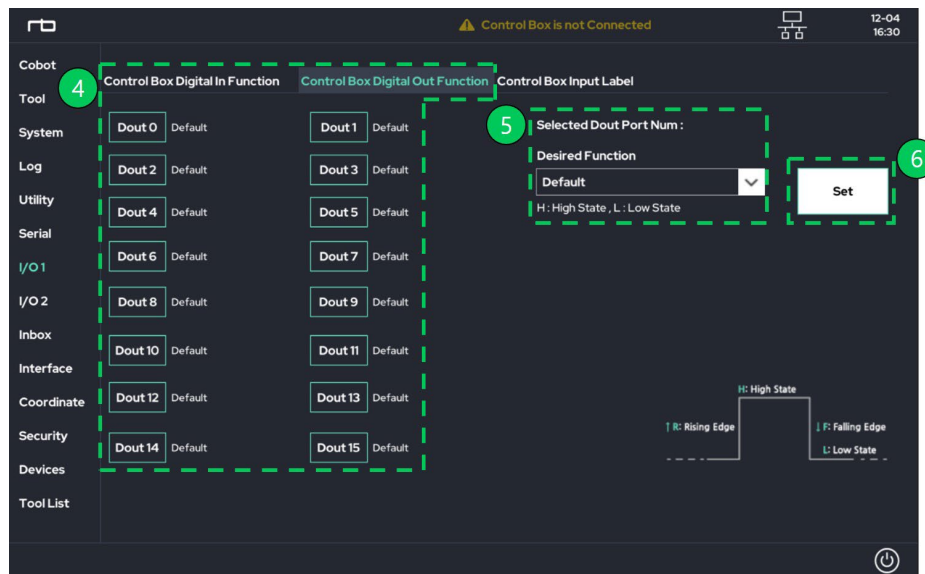 Control Box is not Connected
12-04
16:30
Cobot
Tool
System
Log
Utility
Serial
I/O 1
I/O 2
Inbox
Interface
Coordinate
Security
Devices
Tool List
4
Control Box Digital In Function
Control Box Digital Out Function
Control Box Input Label
Dout 0 Default
Dout 1 Default
Dout 2 Default
Dout 3 Default
Dout 4 Default
Dout 5 Default
Dout 6 Default
Dout 7 Default
Dout 8 Default
Dout 9 Default
Dout 10 Default
Dout 11 Default
Dout 12 Default
Dout 13 Default
Dout 14 Default
Dout 15 Default
5
Selected Dout Port Num :
Desired Function
Default
H : High State , L : Low State
6
Set
H: High State
↑ R: Rising Edge
↓ F: Falling Edge
L: Low State